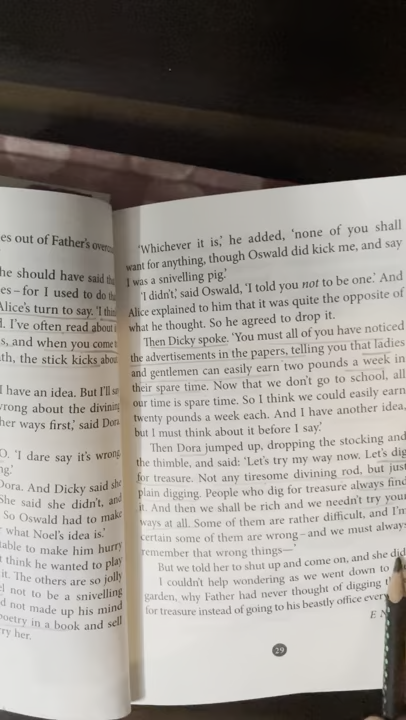 es out of Father's
he should have said
es – for I used to do
Alice's turn to say. 'I
I've often read about
s, and when you come
th, the stick kicks
I have an idea. But I'll
wrong about the divining
her ways first,' said Dora
O. 'I dare say it's wrong
ng.'
Dora. And Dicky said she
She said she didn't, and
So Oswald had to make
what Noel's idea is.'
table to make him hurry
think he wanted to play
it. The others are so jolly
not to be a snivelling
d not made up his mind
poetry in a book and sell
rry her.
'Whichever it is,' he added, 'none of you shall
want for anything, though Oswald did kick me, and say
I was a snivelling pig.'
'I didn't,' said Oswald, 'I told you not to be one.' And
Alice explained to him that it was quite the opposite of
what he thought. So he agreed to drop it.
Then Dicky spoke. 'You must all of you have noticed
the advertisements in the papers, telling you that ladies
and gentlemen can easily earn two pounds a week in
their spare time. Now that we don't go to school, all
our time is spare time. So I think we could easily earn
twenty pounds a week each. And I have another idea,
but I must think about it before I say.'
Then Dora jumped up, dropping the stocking and
the thimble, and said: 'Let's try my way now. Let's dig
for treasure. Not any tiresome divining rod, but just
plain digging. People who dig for treasure always find
it. And then we shall be rich and we needn't try your
ways at all. Some of them are rather difficult, and I'm
certain some of them are wrong – and we must always
remember that wrong things –'
But we told her to shut up and come on, and she did.
I couldn't help wondering as we went down to
garden, why Father had never thought of digging
for treasure instead of going to his beastly office
29